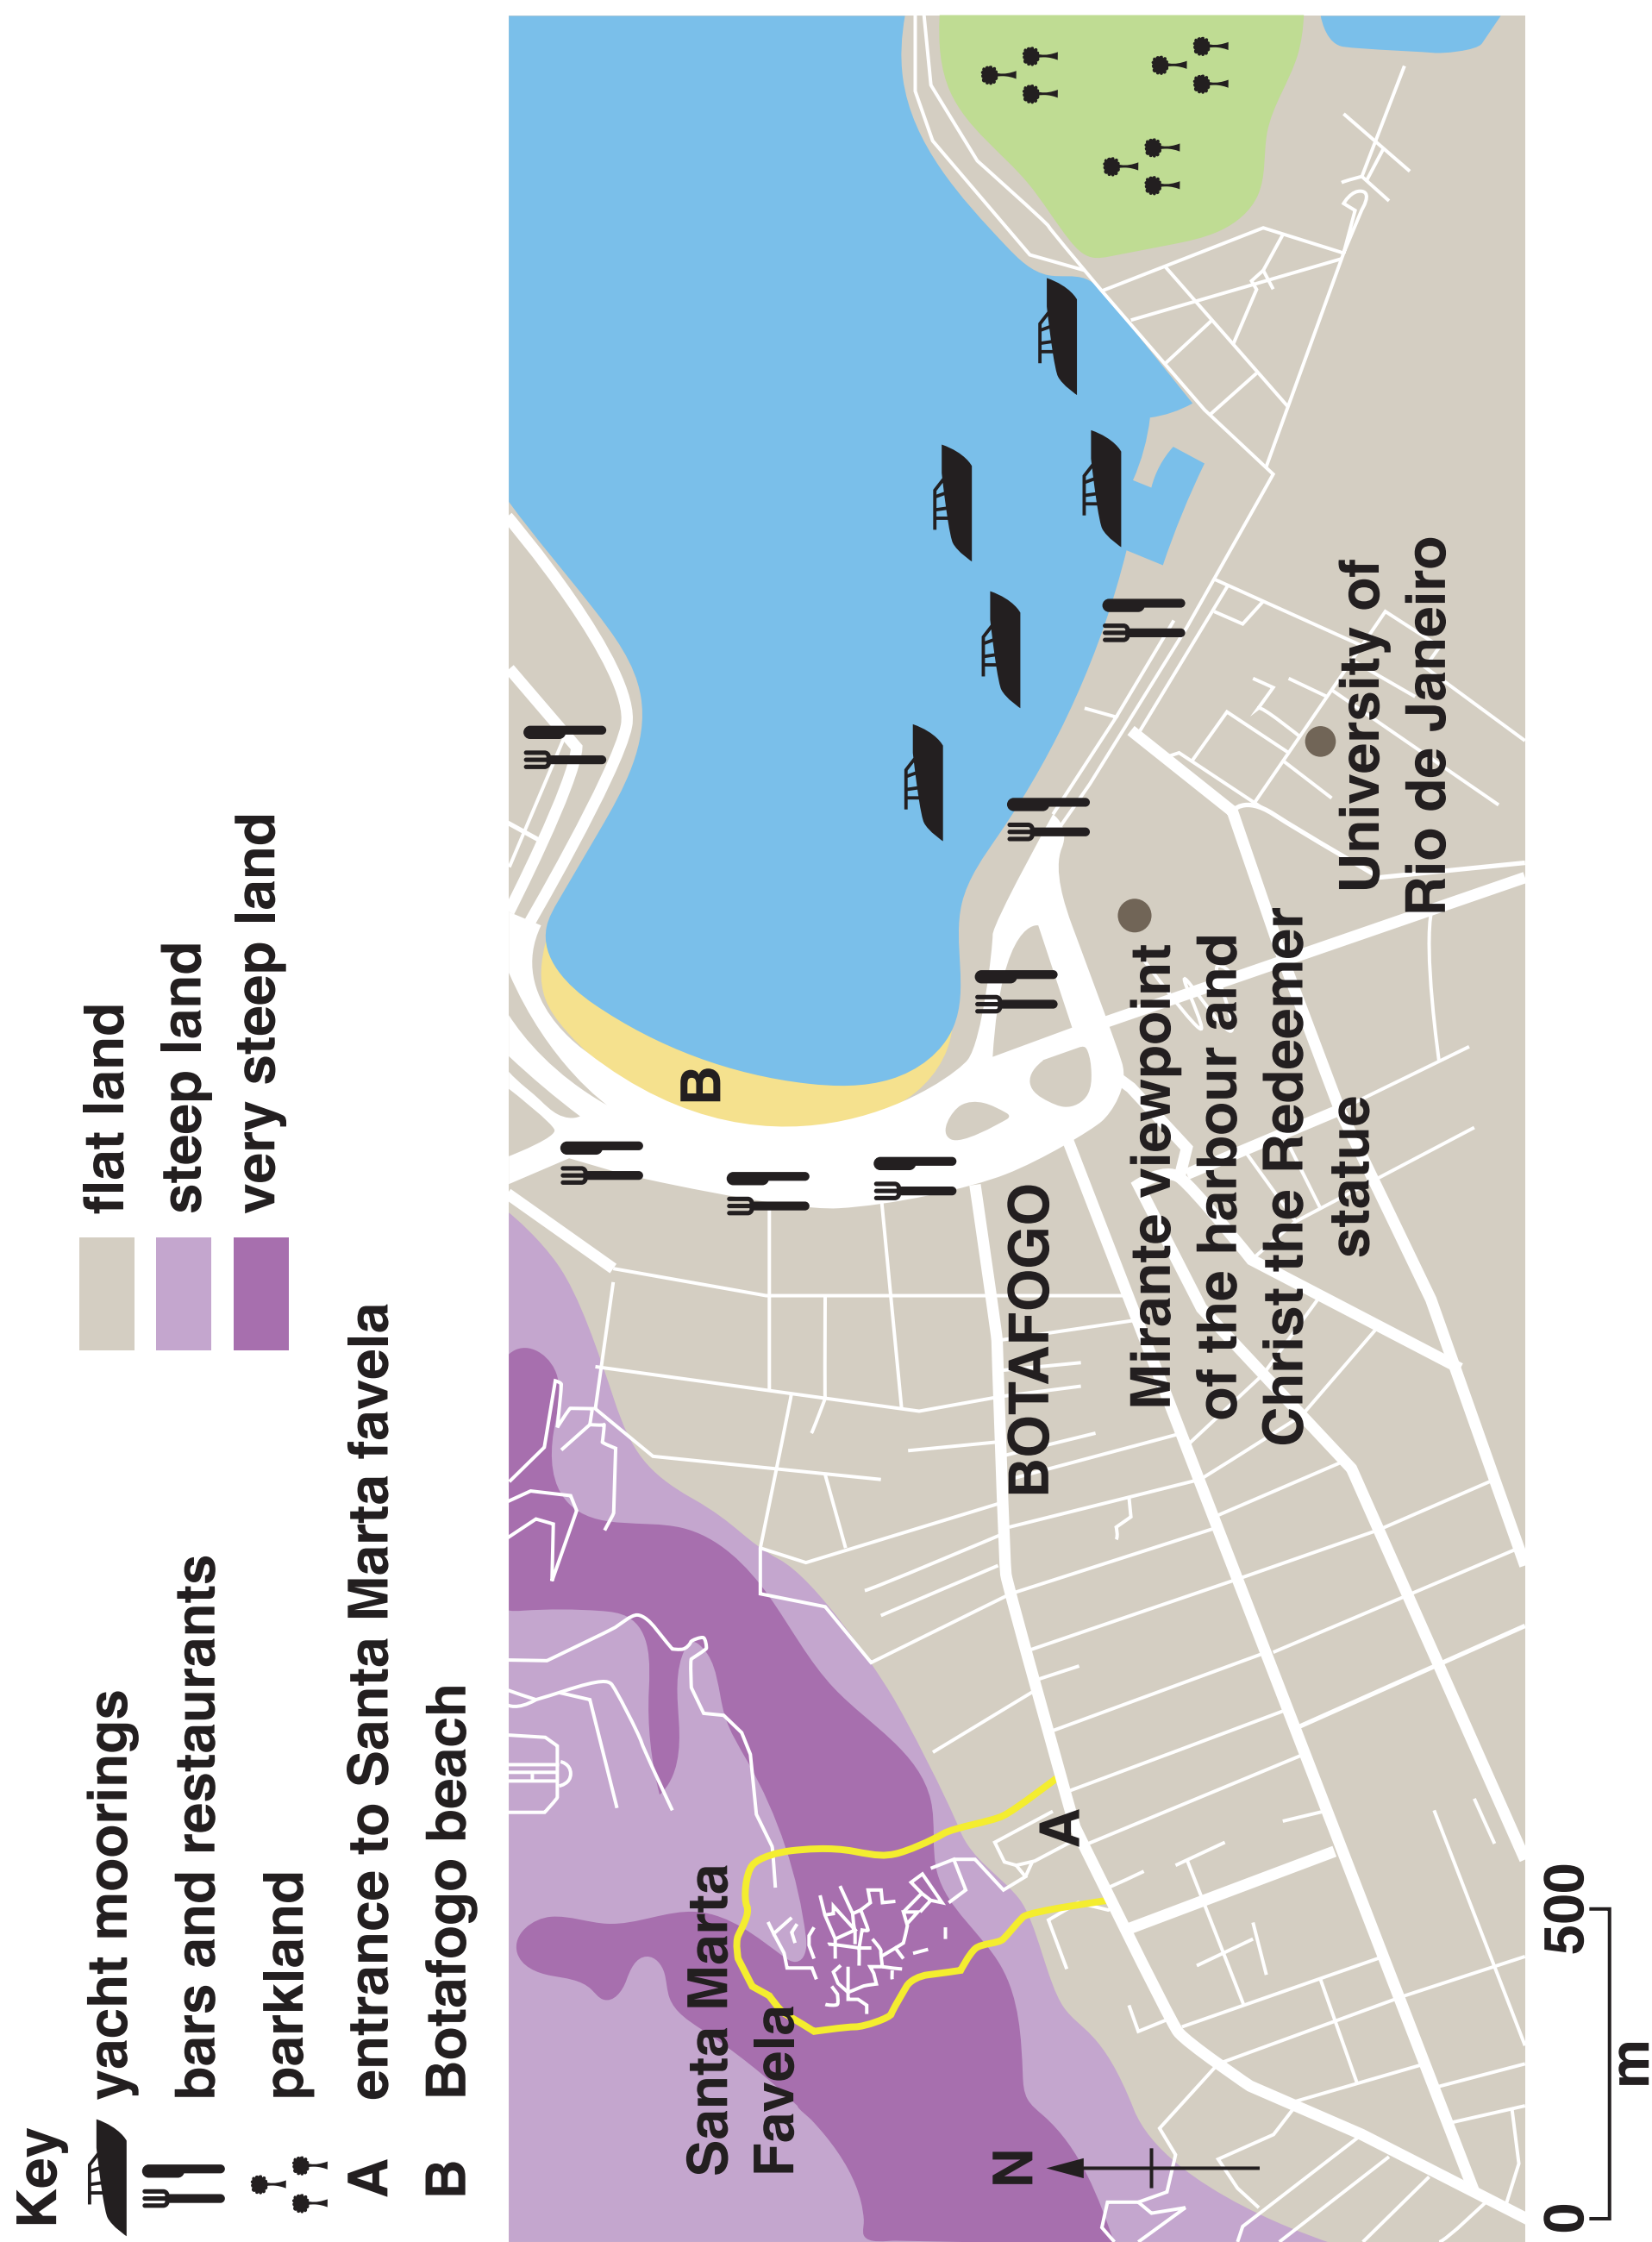 Key
yacht moorings
bars and restaurants
parkland
A entrance to Santa Marta favela
B Botafogo beach
flat land
steep land
very steep land
B
Santa Marta
Favela
A
BOTAFOGO
N
Mirante viewpoint
of the harbour and
Christ the Redeemer
statue
University of
Rio de Janeiro
0 500
m